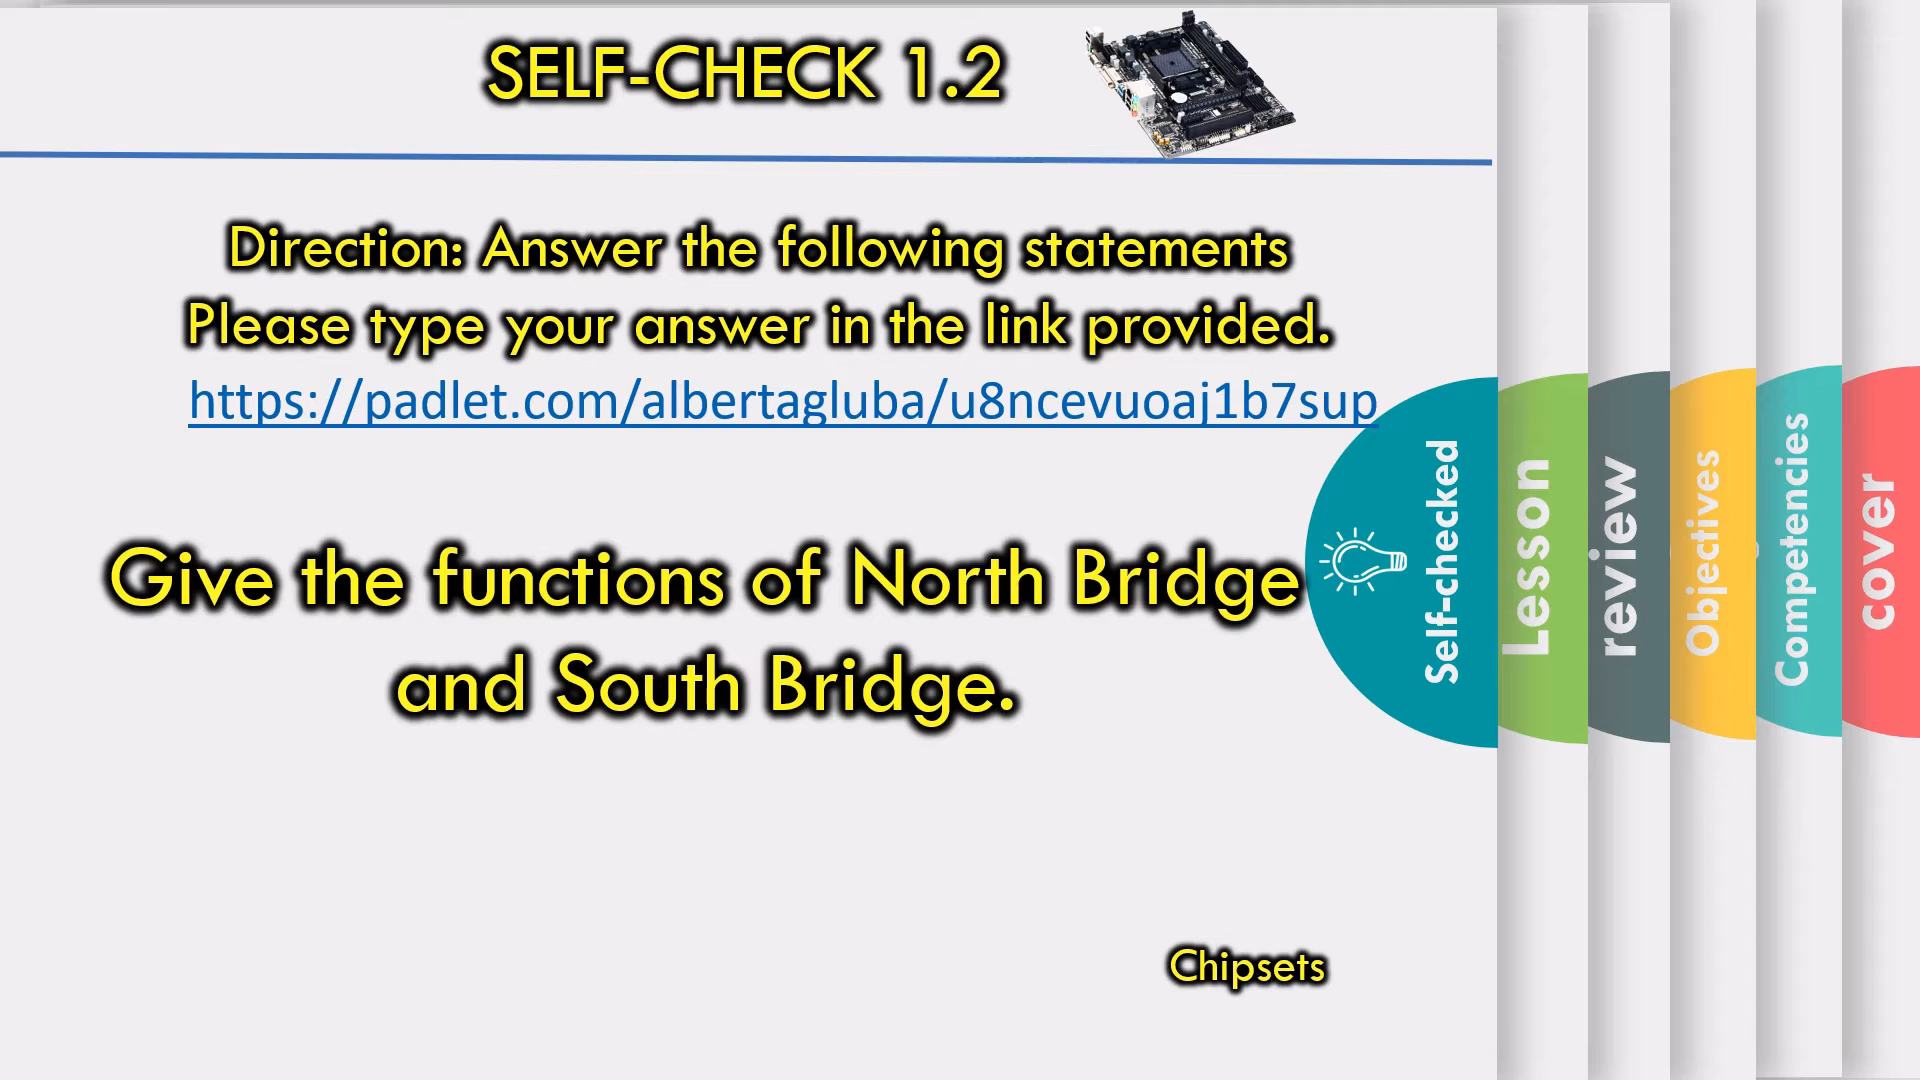 SELF-CHECK 1.2
Direction: Answer the following statements
Please type your answer in the link provided.
https://padlet.com/albertagluba/u8ncevuoaj1b7sup
Give the functions of North Bridge
and South Bridge.
Chipsets
Self-checked
Lesson
review
Objectives
Competencies
cover